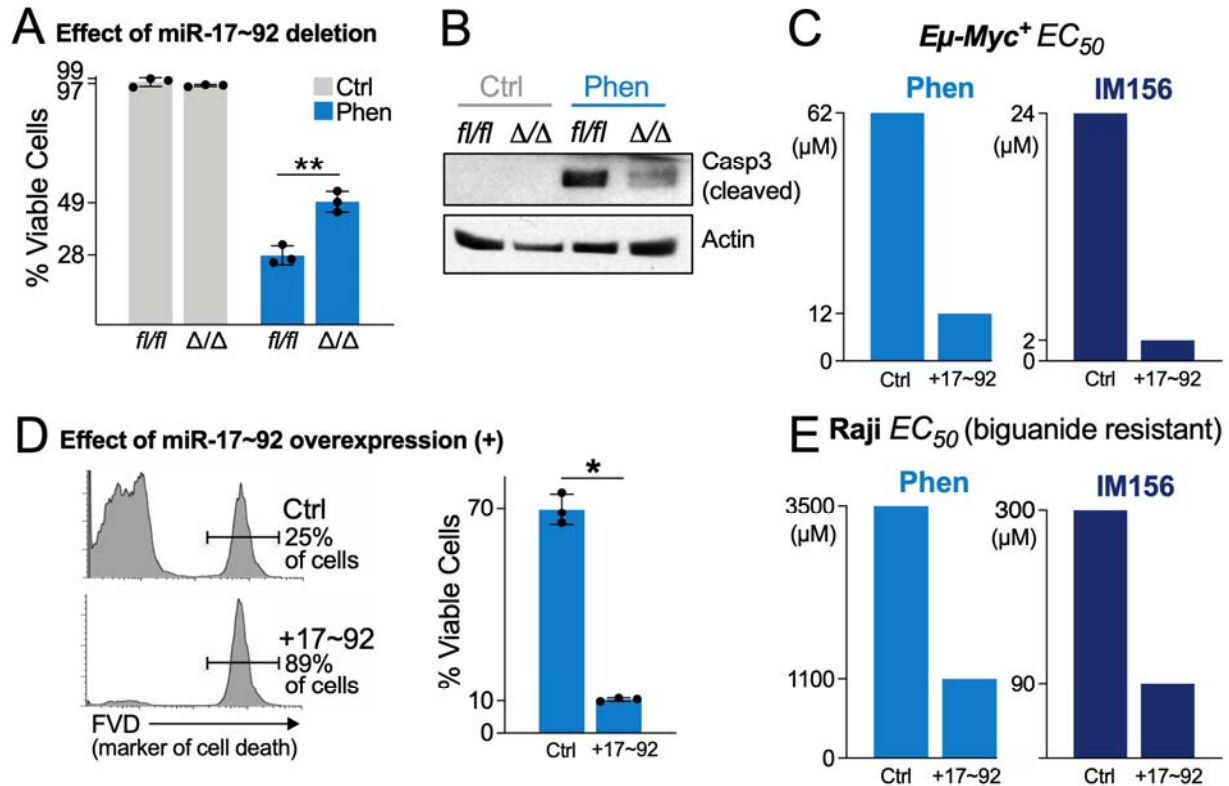 A Effect of miR-17~92 deletion
% Viable Cells
99
97
49
28
Ctrl
Phen
**
fl/fl Δ/Δ fl/fl Δ/Δ
B
Ctrl Phen
fl/fl Δ/Δ fl/fl Δ/Δ
Casp3
(cleaved)
Actin
C Eμ-Myc⁺ EC₅₀
Phen
62
(μM)
12
0
Ctrl +17~92
IM156
24
(μM)
2
0
Ctrl +17~92
D Effect of miR-17~92 overexpression (+)
Ctrl
25%
of cells
+17~92
89%
of cells
FVD
(marker of cell death)
% Viable Cells
*
70
10
0
Ctrl +17~92
E Raji EC₅₀ (biguanide resistant)
Phen
3500
(μM)
1100
0
Ctrl +17~92
IM156
300
(μM)
90
Ctrl +17~92